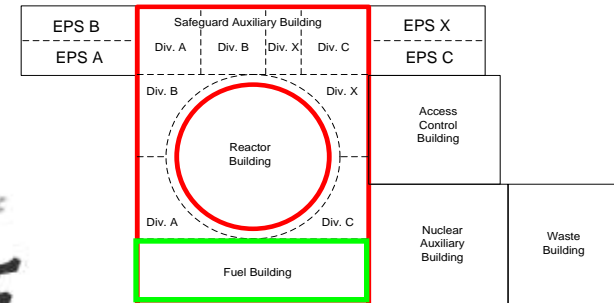 EPS B
EPS A
Safeguard Auxiliary Building
Div. A
Div. B
Div. X
Div. C
EPS X
EPS C
Div. B
Div. X
Reactor
Building
Div. A
Div. C
Access
Control
Building
Fuel Building
Nuclear
Auxiliary
Building
Waste
Building